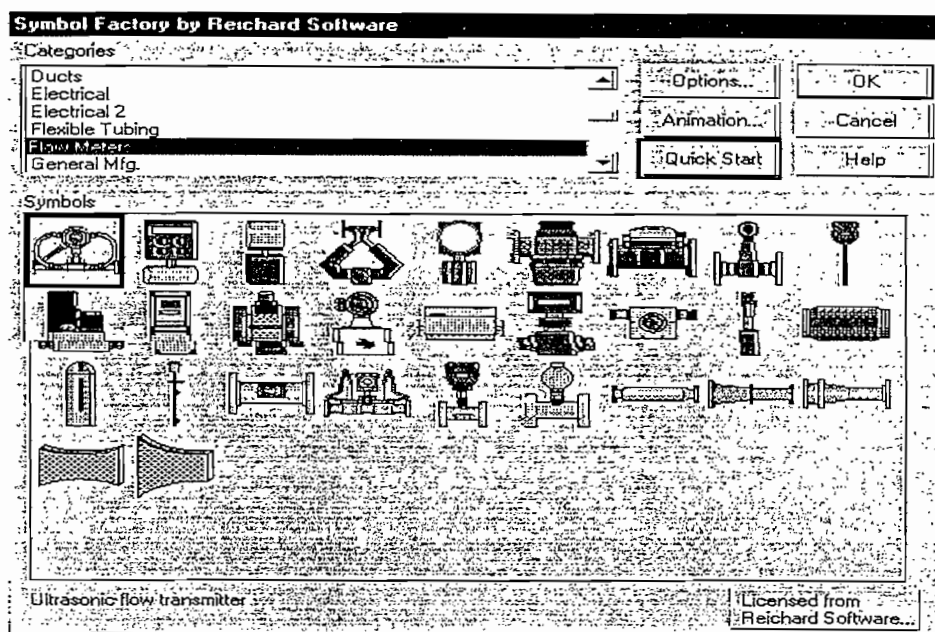 Symbol Factory by Reichard Software
Categories
Ducts
Electrical
Electrical 2
Flexible Tubing
Flow Meters
General Mfg.
Options...
OK
Animation...
Cancel
Quick Start
Help
Symbols
Ultrasonic flow transmitter
Licensed from
Reichard Software...